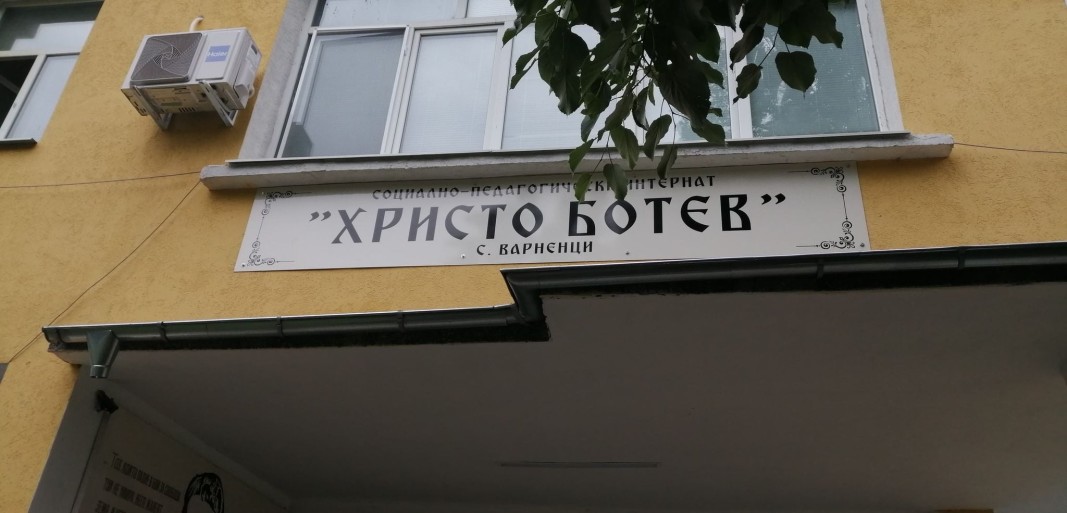 СОЦИАЛНО-ПЕДАГОГИЧЕСКИ ИНТЕРНАТ
"ХРИСТО БОТЕВ"
С. ВАРНЕНЦИ